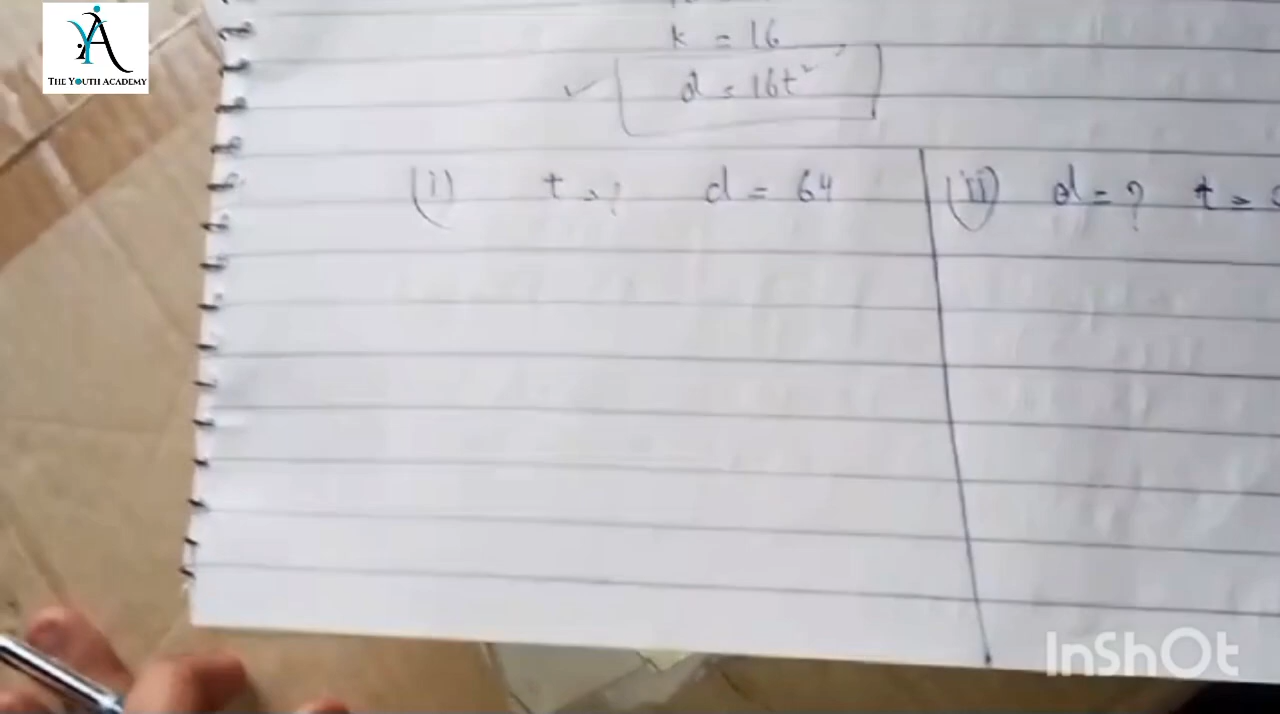 THE YOUTH ACADEMY
k = 16
d = 16t²
(i) t = ? d = 64
(ii) d = ? t =
InShOt